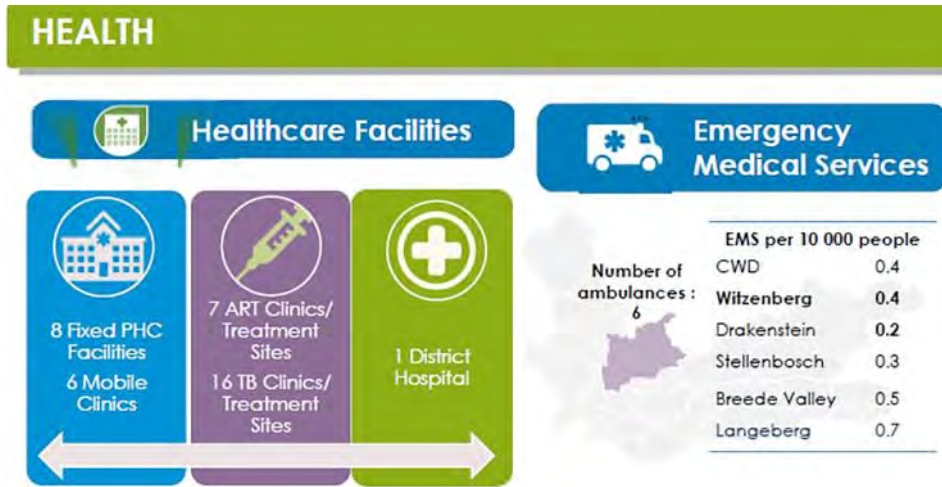 HEALTH
Healthcare Facilities
8 Fixed PHC
Facilities
6 Mobile
Clinics
7 ART Clinics/
Treatment
Sites
16 TB Clinics/
Treatment
Sites
1 District
Hospital
Emergency
Medical Services
Number of
ambulances :
6
EMS per 10 000 people
CWD 0.4
Witzenberg 0.4
Drakenstein 0.2
Stellenbosch 0.3
Breede Valley 0.5
Langeberg 0.7